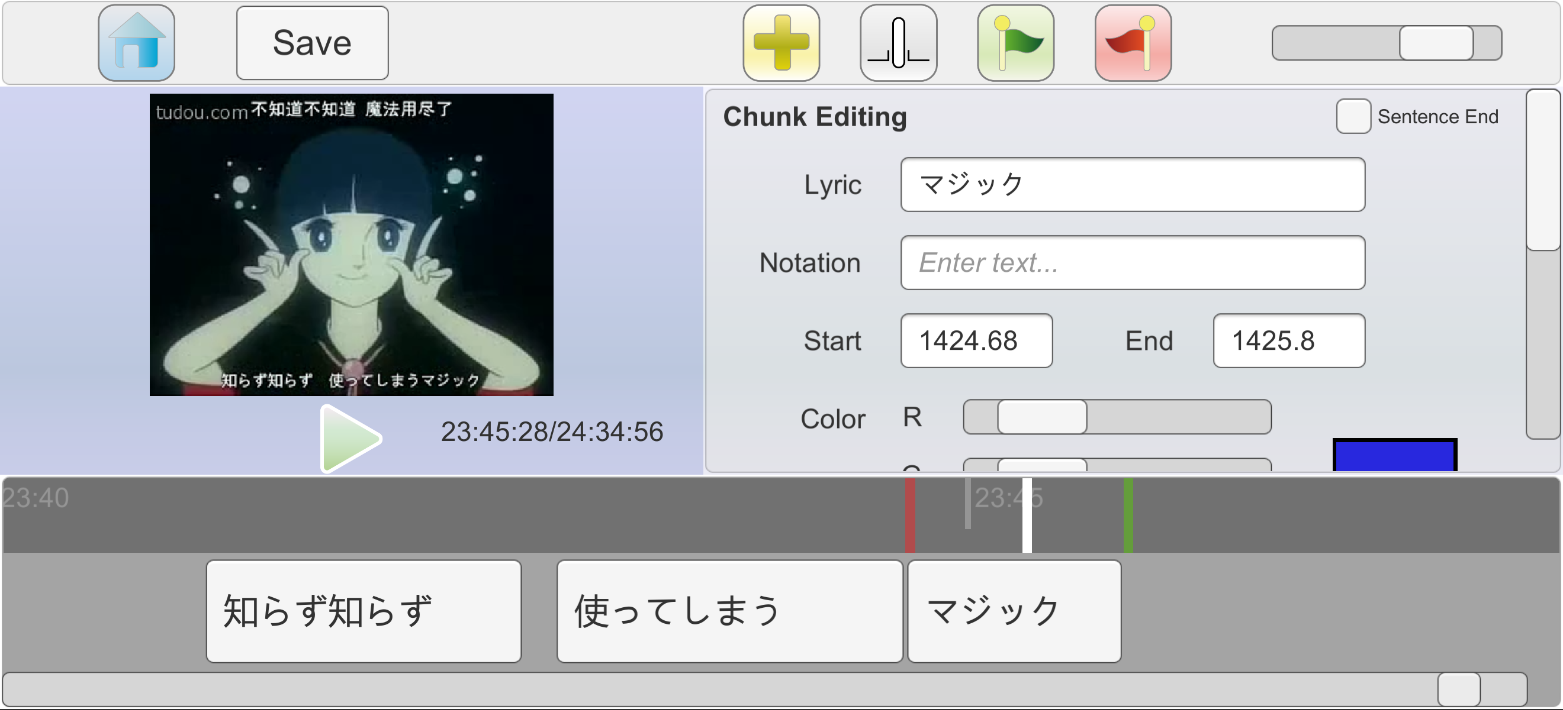 Save
tudou.com 不知道不知道 魔法用尽了
知らず知らず 使ってしまうマジック
23:45:28/24:34:56
Chunk Editing
Sentence End
Lyric マジック
Notation Enter text...
Start 1424.68 End 1425.8
Color R
23:40 23:45
知らず知らず 使ってしまう マジック